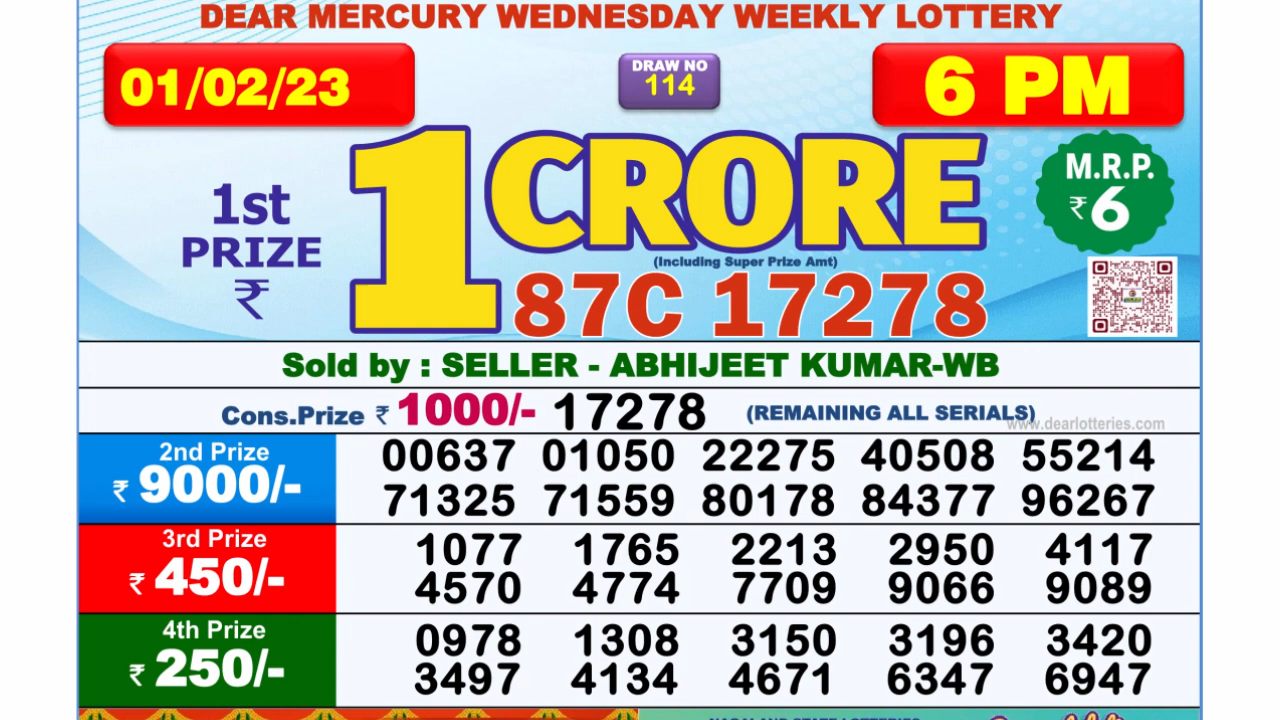 DEAR MERCURY WEDNESDAY WEEKLY LOTTERY
01/02/23
DRAW NO
114
6 PM
1st
PRIZE
₹
1 CRORE
(Including Super Prize Amt)
M.R.P.
₹ 6
87C 17278
Sold by : SELLER - ABHIJEET KUMAR-WB
Cons.Prize ₹ 1000/- 17278 (REMAINING ALL SERIALS)
www.dearlotteries.com
2nd Prize
₹ 9000/-
00637 01050 22275 40508 55214
71325 71559 80178 84377 96267
3rd Prize
₹ 450/-
1077 1765 2213 2950 4117
4570 4774 7709 9066 9089
4th Prize
₹ 250/-
0978 1308 3150 3196 3420
3497 4134 4671 6347 6947
NAGALAND STATE LOTTERIES